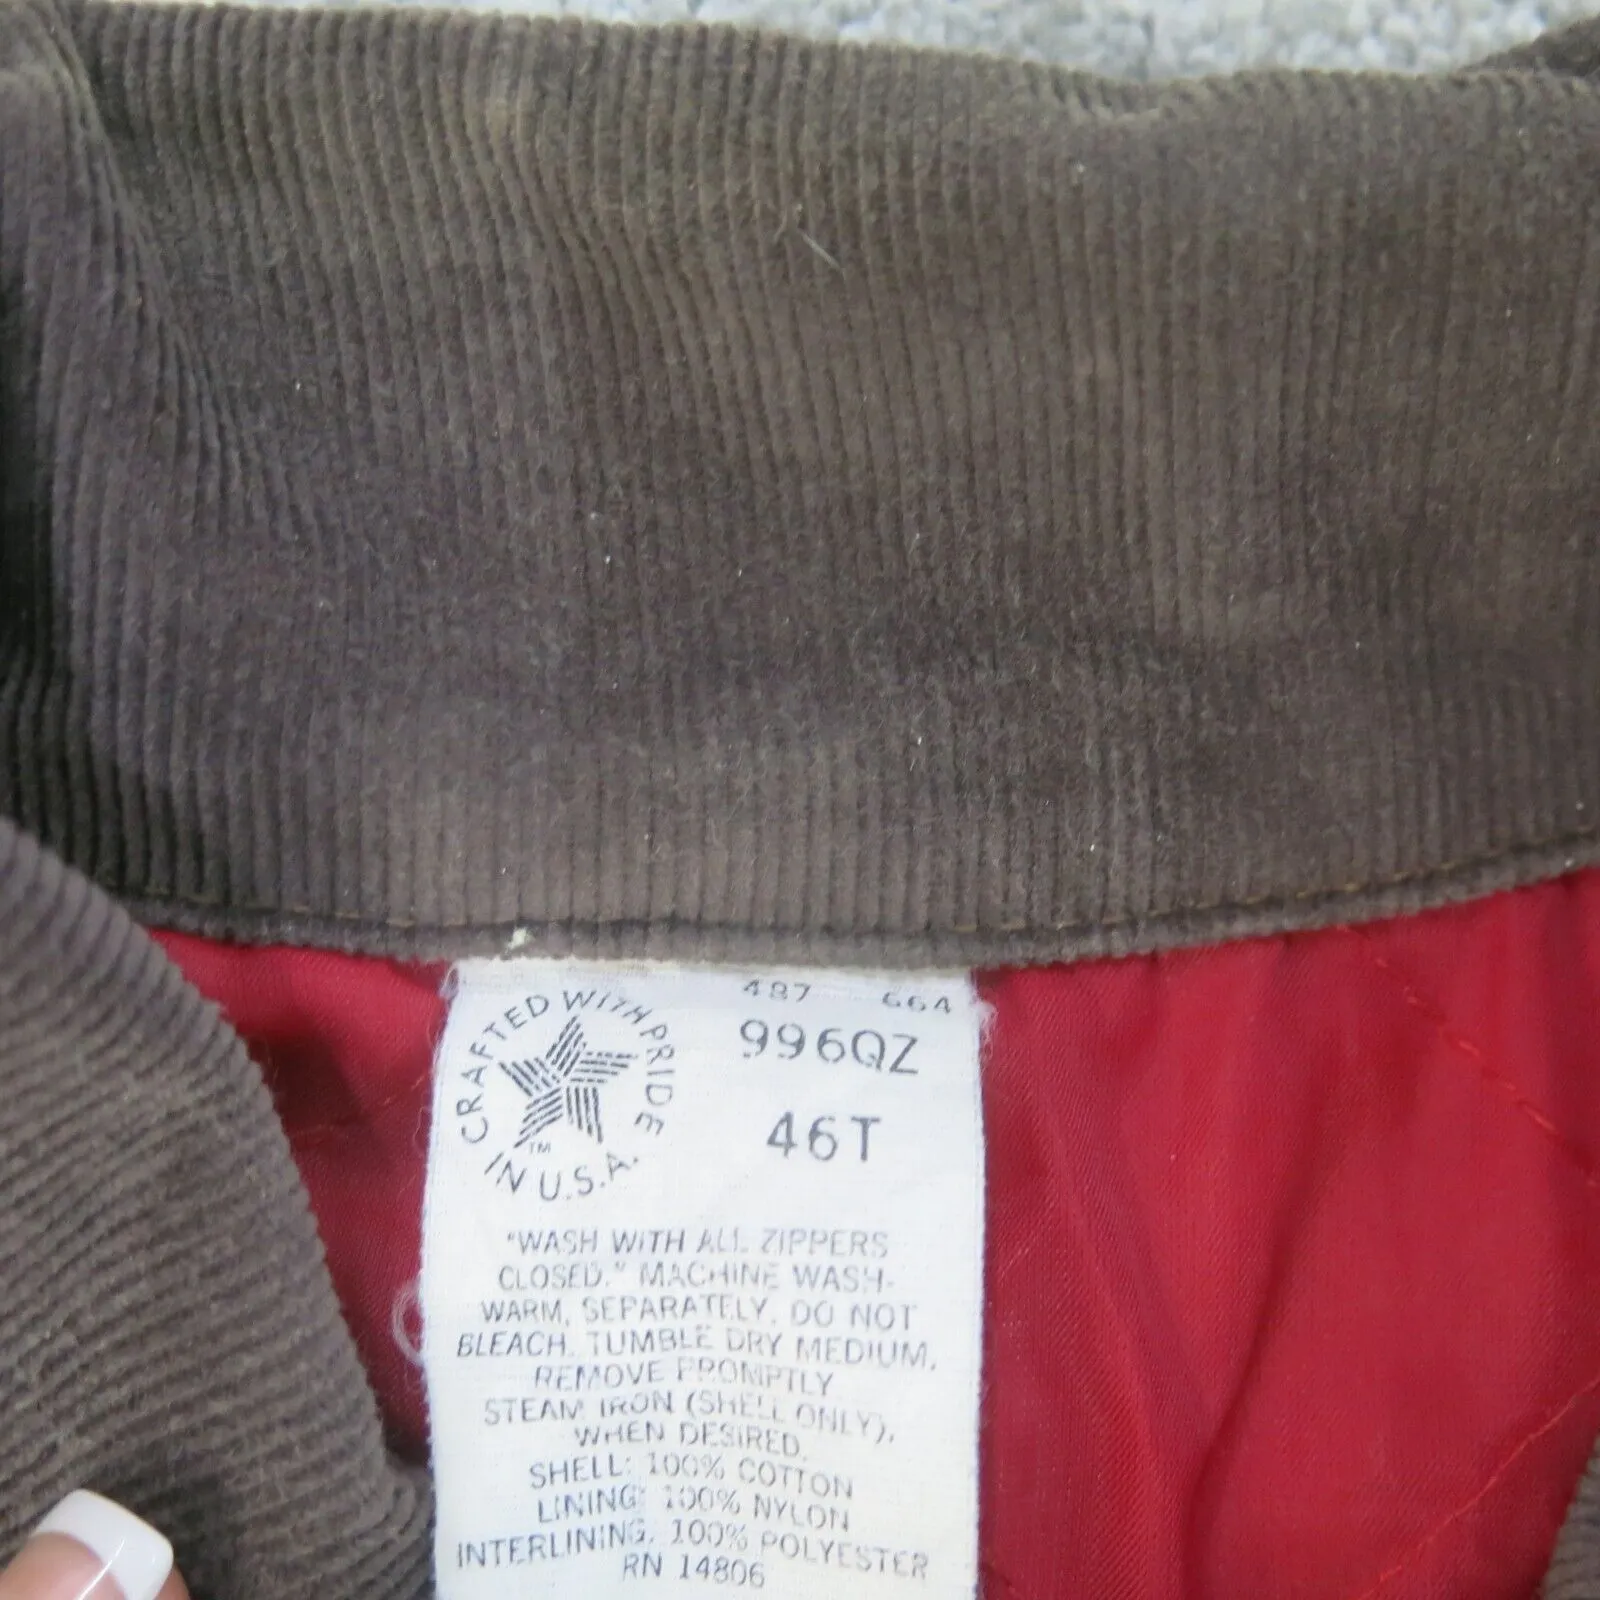 487 664
996QZ
46T
CRAFTED WITH PRIDE
IN U.S.A.
TM
"WASH WITH ALL ZIPPERS
CLOSED." MACHINE WASH-
WARM, SEPARATELY. DO NOT
BLEACH. TUMBLE DRY MEDIUM,
REMOVE PROMPTLY
STEAM IRON (SHELL ONLY),
WHEN DESIRED.
SHELL: 100% COTTON
LINING: 100% NYLON
INTERLINING. 100% POLYESTER
RN 14806